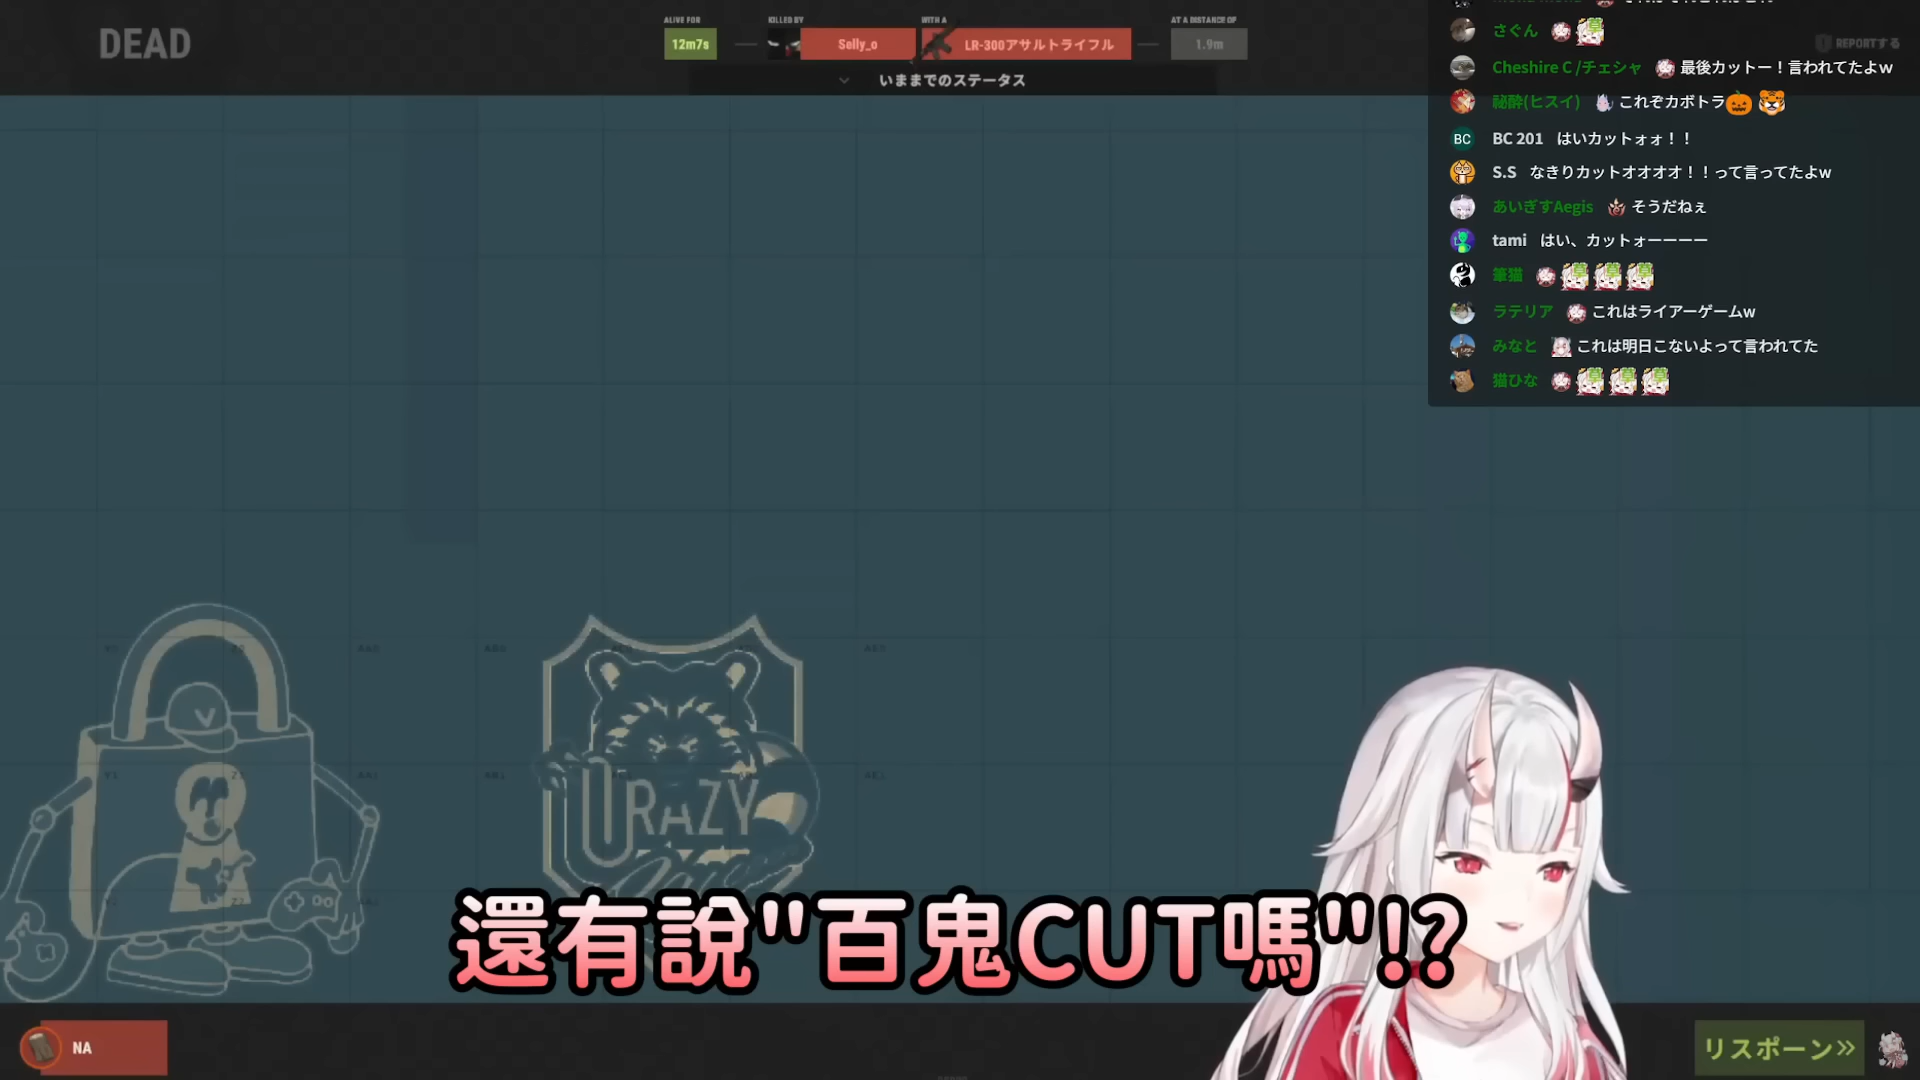 DEAD
ALIVE FOR
KILLED BY
WITH A
AT A DISTANCE OF
12m7s
Selly_o
LR-300アサルトライフル
1.9m
いままでのステータス
REPORTする
さぐん
Cheshire C /チェシャ 最後カットー！言われてたよw
秘酔(ヒスイ) これぞカボトラ
BC BC 201 はいカットォォ！！
S.S なきりカットオオオオ！！って言ってたよw
あいぎすAegis そうだねぇ
tami はい、カットォーーーー
筆猫
ラテリア これはライアーゲームw
みなと これは明日こないよって言われてた
猫ひな
CRAZY
還有說"百鬼CUT嗎"!?
NA
リスポーン»